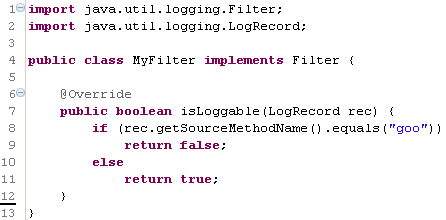 1 import java.util.logging.Filter;
2 import java.util.logging.LogRecord;
3
4 public class MyFilter implements Filter {
5
6     @Override
7     public boolean isLoggable(LogRecord rec) {
8         if (rec.getSourceMethodName().equals("goo"))
9             return false;
10         else
11             return true;
12     }
13 }